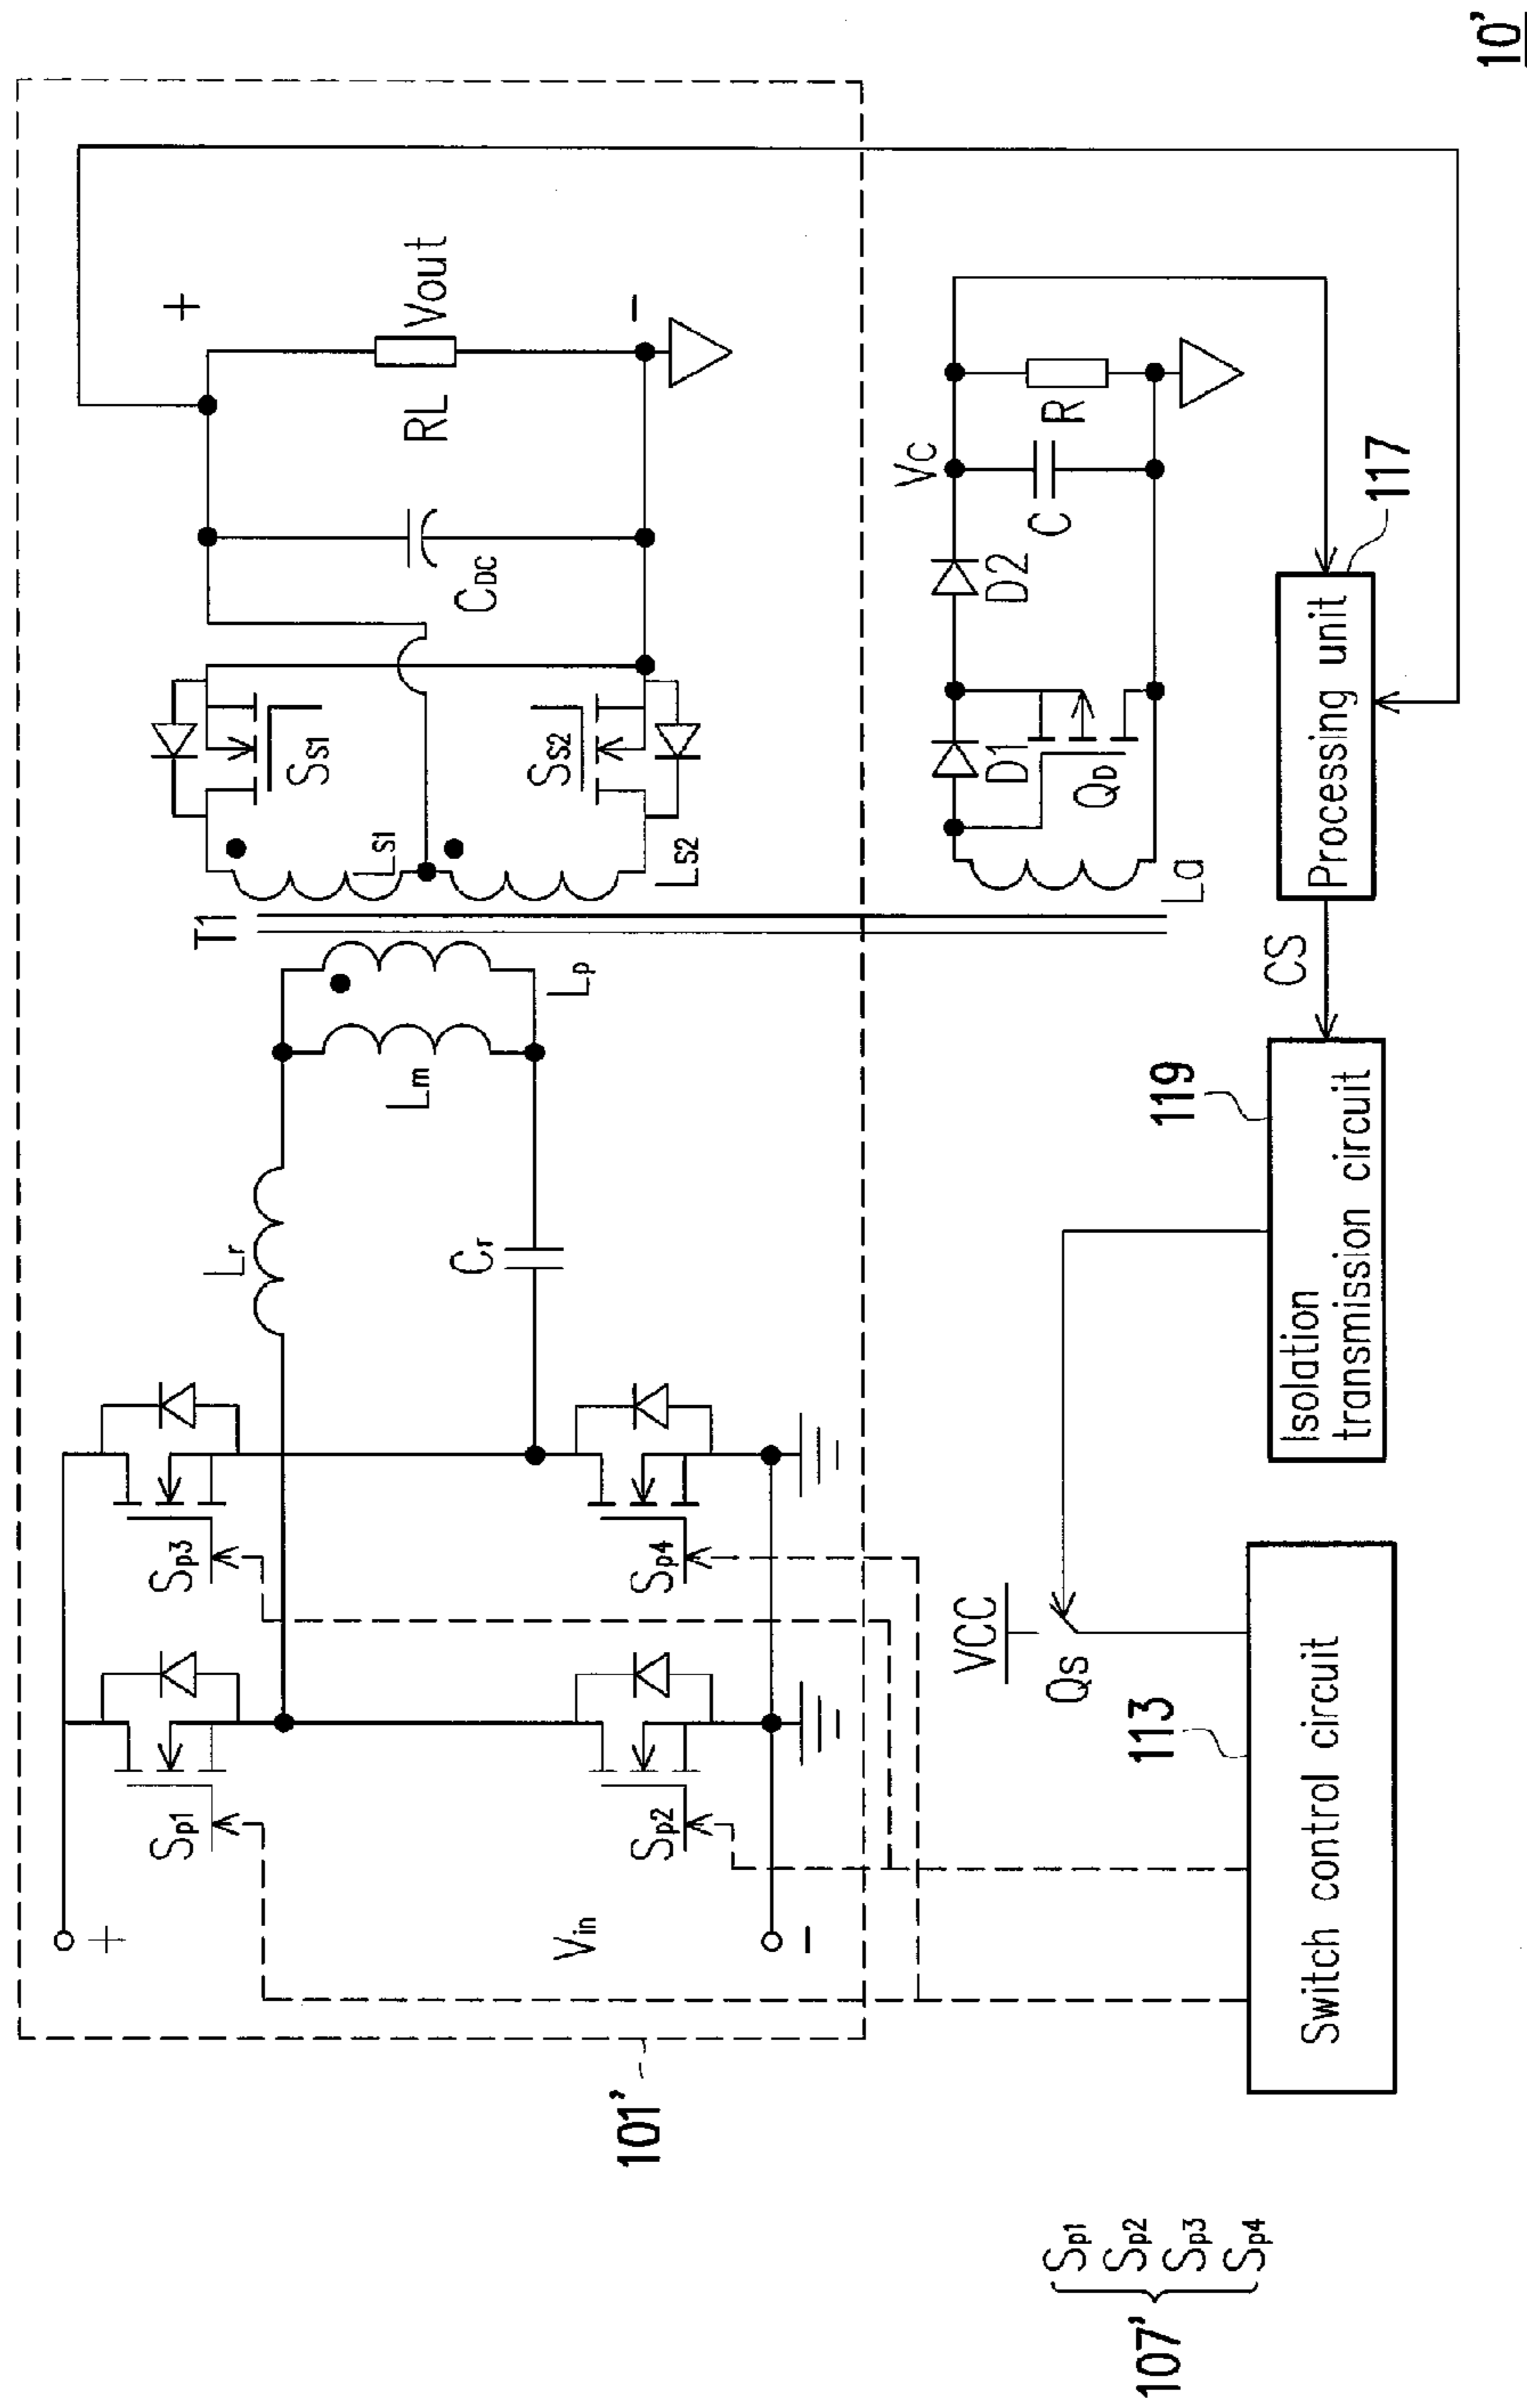 10’
T1
Lr
Cr
Lm
Lp
LS1
LS2
SS1
SS2
CDC
RL
Vout
+
−
Sp1
Sp2
Sp3
Sp4
+
Vin
−
101’
La
D1
QD
D2
VC
C
R
VCC
QS
113
Switch control circuit
119
Isolation
transmission circuit
CS
Processing unit
117
107’
Sp1
Sp2
Sp3
Sp4